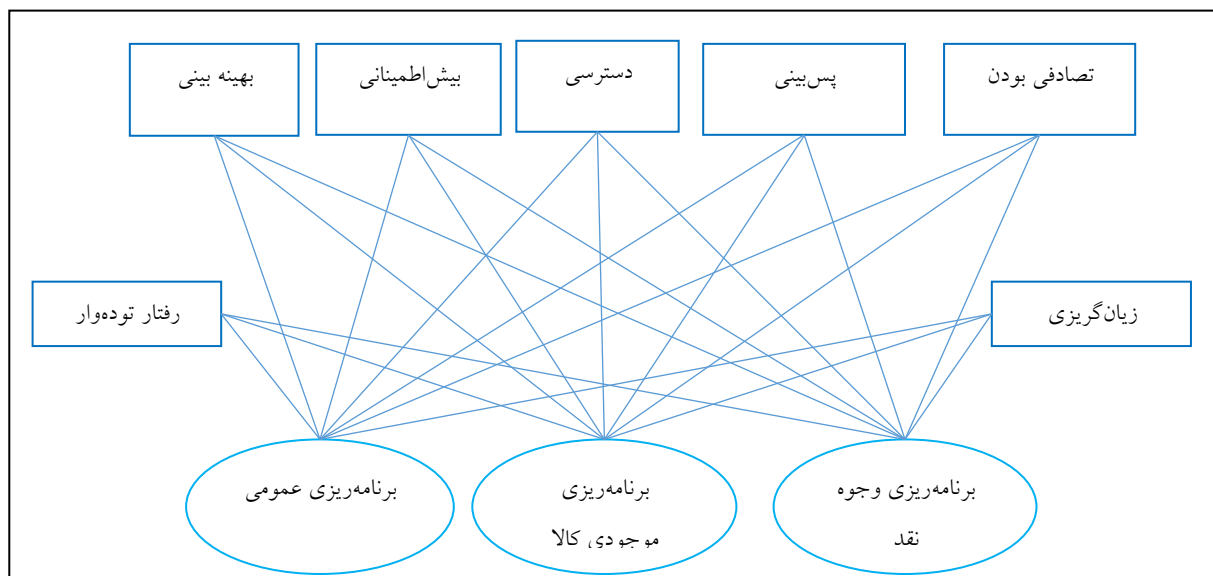 تصادفی بودن
پس‌بینی
دسترسی
بیش‌اطمینانی
بهینه بینی
زیان‌گریزی
رفتار توده‌وار
برنامه‌ریزی وجوه
نقد
برنامه‌ریزی
موجودی کالا
برنامه‌ریزی عمومی